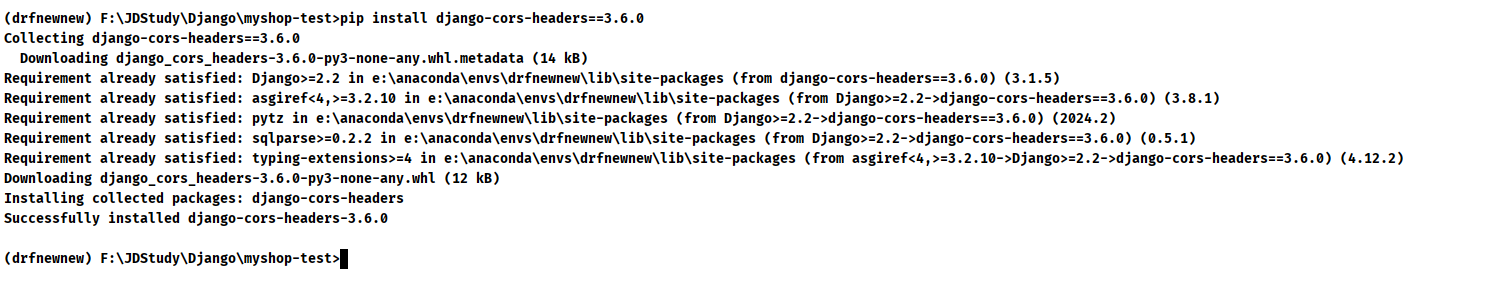 (drfnewnew) F:\JDStudy\Django\myshop-test>pip install django-cors-headers==3.6.0
Collecting django-cors-headers==3.6.0
  Downloading django_cors_headers-3.6.0-py3-none-any.whl.metadata (14 kB)
Requirement already satisfied: Django>=2.2 in e:\anaconda\envs\drfnewnew\lib\site-packages (from django-cors-headers==3.6.0) (3.1.5)
Requirement already satisfied: asgiref<4,>=3.2.10 in e:\anaconda\envs\drfnewnew\lib\site-packages (from Django>=2.2->django-cors-headers==3.6.0) (3.8.1)
Requirement already satisfied: pytz in e:\anaconda\envs\drfnewnew\lib\site-packages (from Django>=2.2->django-cors-headers==3.6.0) (2024.2)
Requirement already satisfied: sqlparse>=0.2.2 in e:\anaconda\envs\drfnewnew\lib\site-packages (from Django>=2.2->django-cors-headers==3.6.0) (0.5.1)
Requirement already satisfied: typing-extensions>=4 in e:\anaconda\envs\drfnewnew\lib\site-packages (from asgiref<4,>=3.2.10->Django>=2.2->django-cors-headers==3.6.0) (4.12.2)
Downloading django_cors_headers-3.6.0-py3-none-any.whl (12 kB)
Installing collected packages: django-cors-headers
Successfully installed django-cors-headers-3.6.0
(drfnewnew) F:\JDStudy\Django\myshop-test>